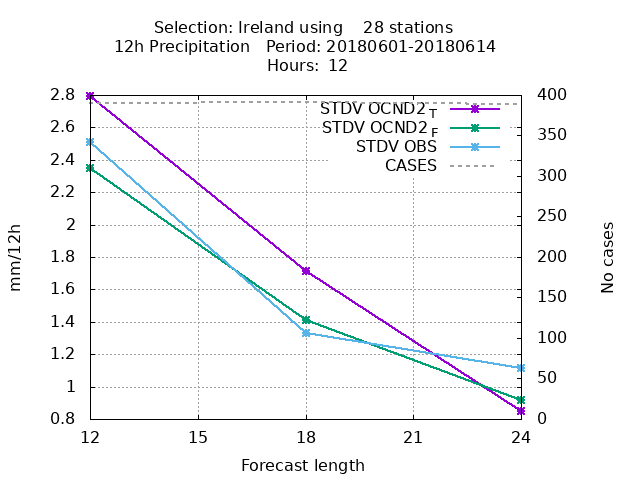 Selection: Ireland using    28 stations
12h Precipitation   Period: 20180601-20180614
Hours: 12
2.8
2.6
2.4
2.2
2
1.8
1.6
1.4
1.2
1
0.8
mm/12h
STDV OCND2 T
STDV OCND2 F
STDV OBS
CASES
400
350
300
250
200
150
100
50
0
No cases
12 15 18 21 24
Forecast length